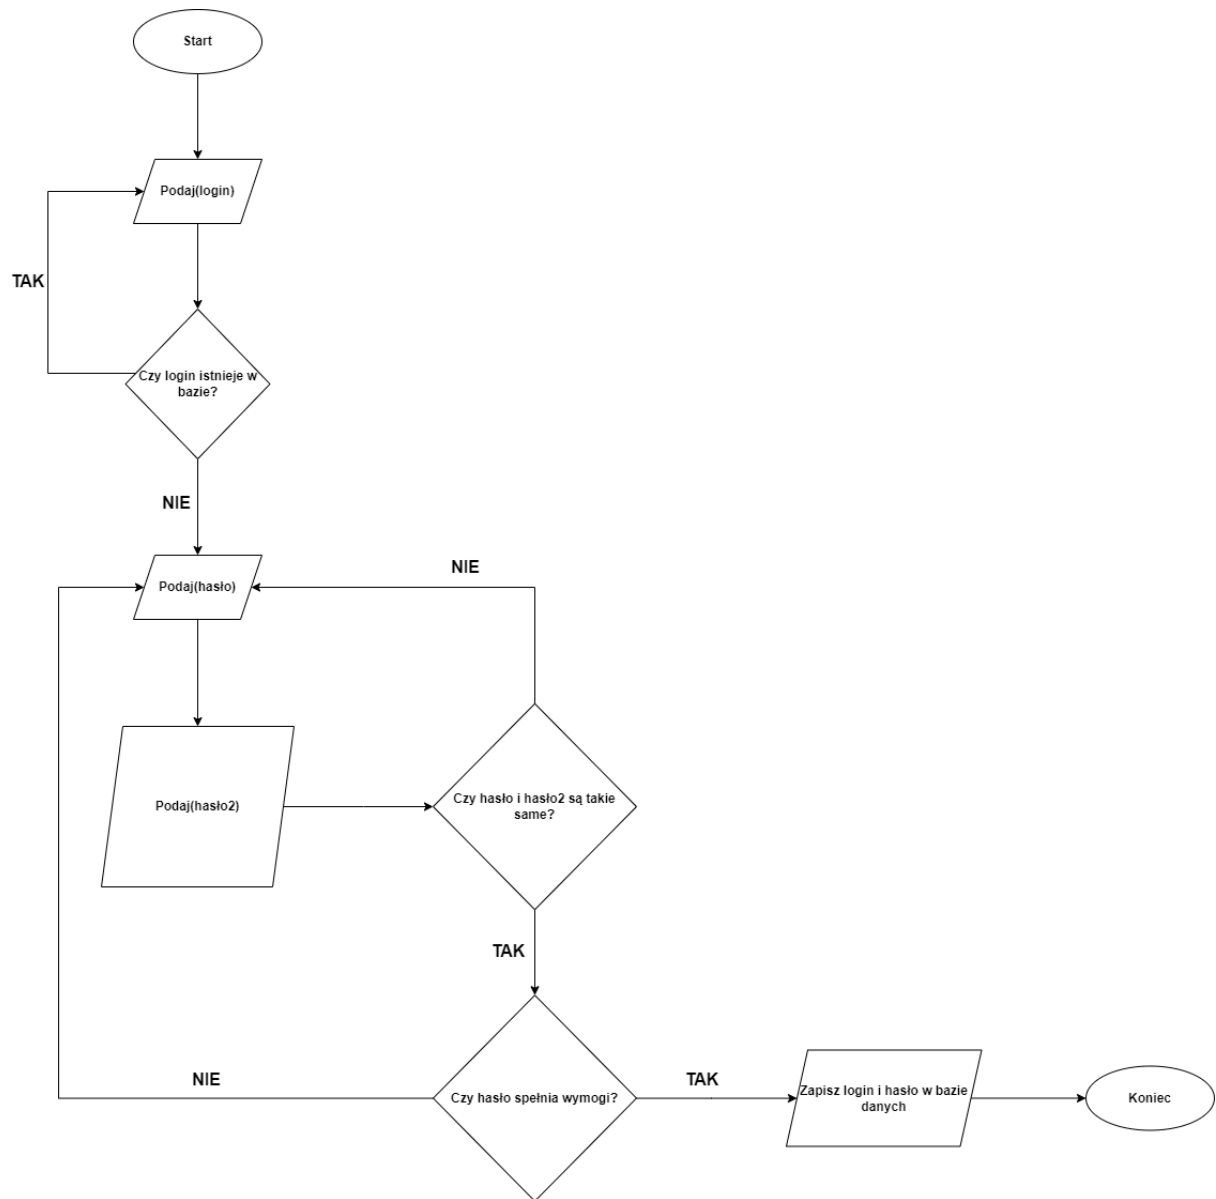 Start
Podaj(login)
TAK
Czy login istnieje w
bazie?
NIE
Podaj(hasło)
NIE
Podaj(hasło2)
Czy hasło i hasło2 są takie
same?
TAK
Czy hasło spełnia wymogi?
NIE
TAK
Zapisz login i hasło w bazie
danych
Koniec